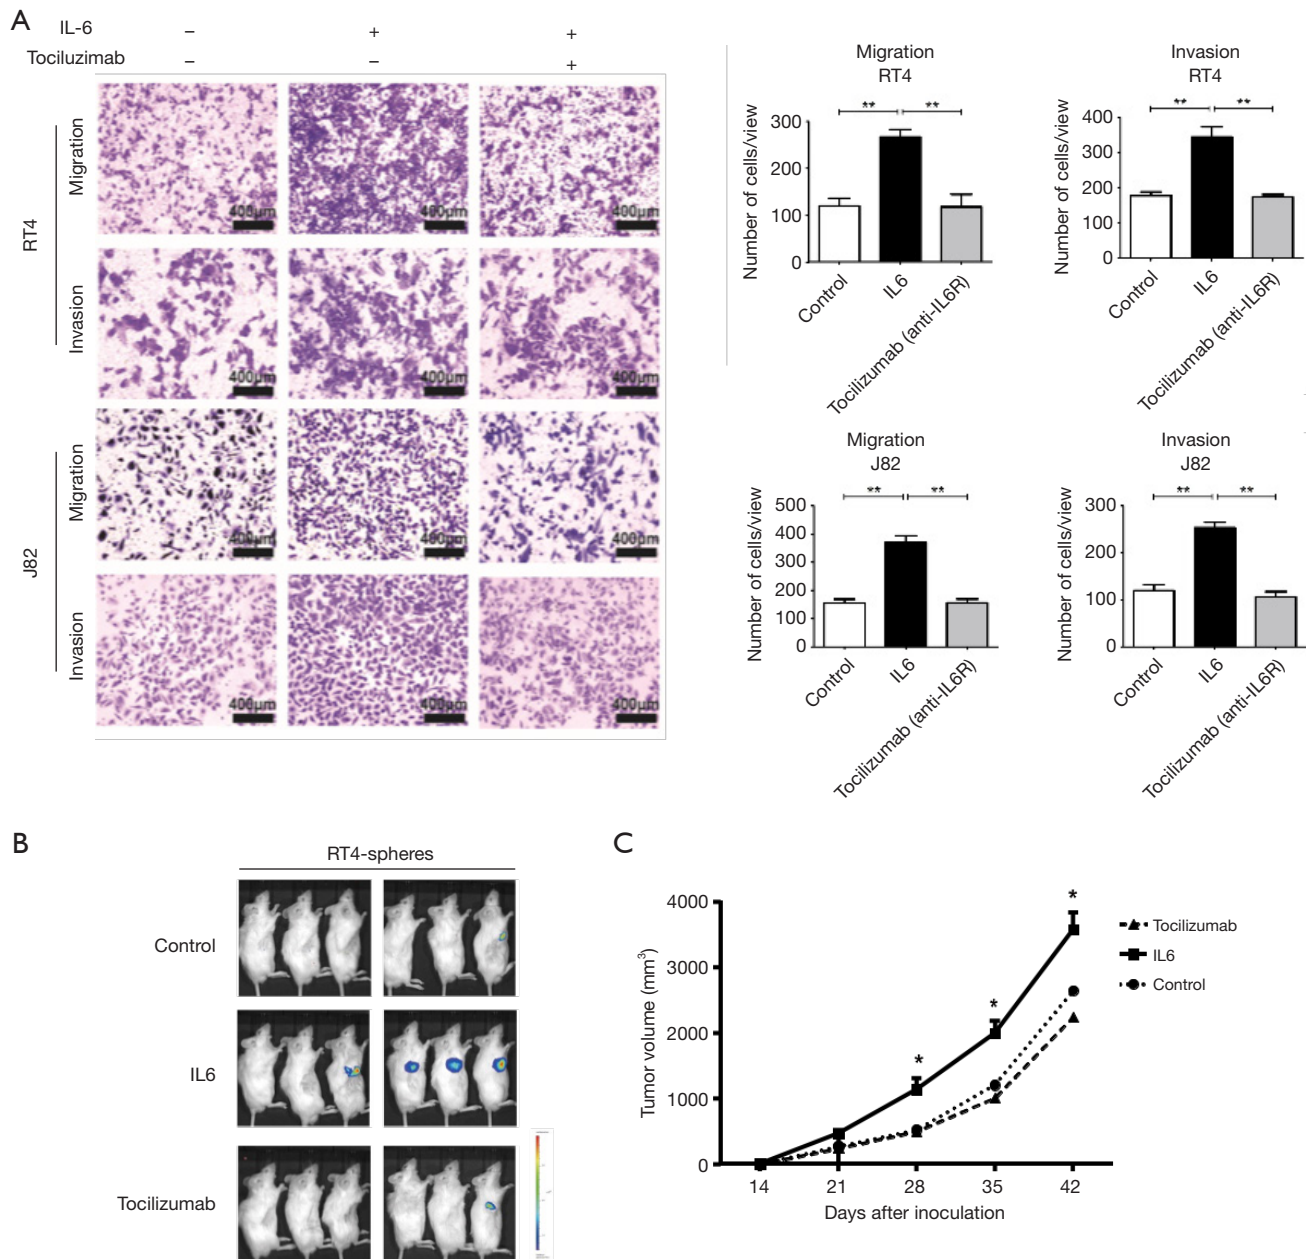 A
IL-6 – + +
Tociluzimab – – +
RT4
Migration
400µm 400µm 400µm
Invasion
400µm 400µm 400µm
J82
Migration
400µm 400µm 400µm
Invasion
400µm 400µm 400µm
Migration
RT4
** **
Number of cells/view
300
200
100
0
Control IL6 Tocilizumab (anti-IL6R)
Invasion
RT4
** **
Number of cells/view
400
300
200
100
0
Control IL6 Tocilizumab (anti-IL6R)
Migration
J82
** **
Number of cells/view
500
400
300
200
100
0
Control IL6 Tocilizumab (anti-IL6R)
Invasion
J82
** **
Number of cells/view
300
200
100
0
Control IL6 Tocilizumab (anti-IL6R)
B
RT4-spheres
Control
IL6
Tocilizumab
C
Tumor volume (mm³)
4000
3000
2000
1000
0
* * *
14 21 28 35 42
Days after inoculation
Tocilizumab
IL6
Control